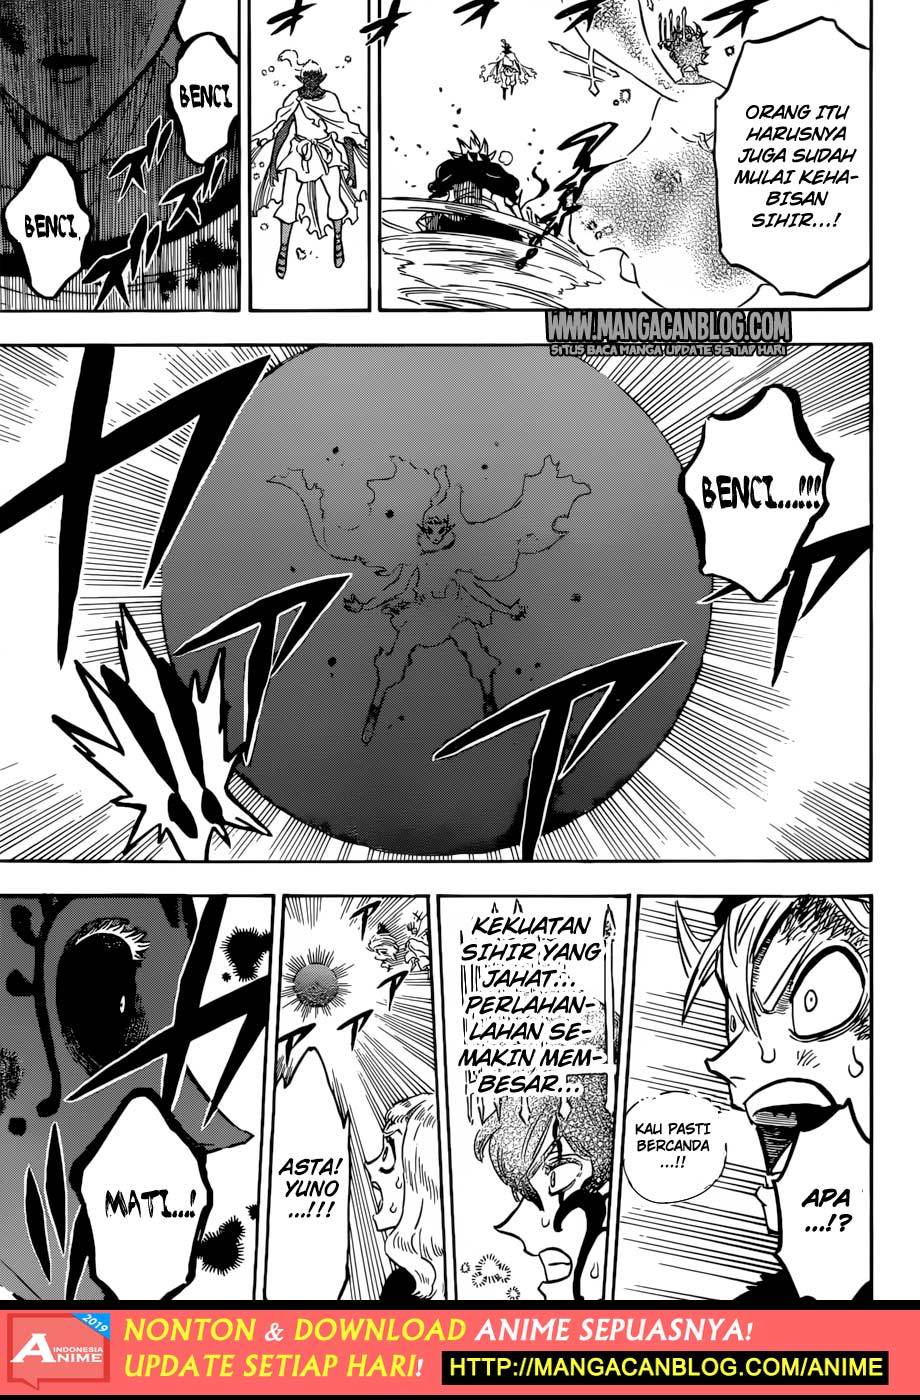 ORANG ITU
HARUSNYA
JUGA SUDAH
MULAI KEHA-
BISAN
SIHIR...!
BENCI
BENCI
WWW.MANGACANBLOG.COM
SITUS BACA MANGA UPDATE SETIAP HARI
BENCI...!!!
KAU PASTI
BERCANDA
...!!
APA
...!?
KEKUATAN
SIHIR YANG
JAHAT...
PERLAHAN-
LAHAN SE-
MAKIN MEM-
BESAR...
ASTA!
YUNO
...!!!
MATI...!
2019
INDONESIA
ANIME
NONTON & DOWNLOAD ANIME SEPUASNYA!
UPDATE SETIAP HARI! HTTP://MANGACANBLOG.COM/ANIME